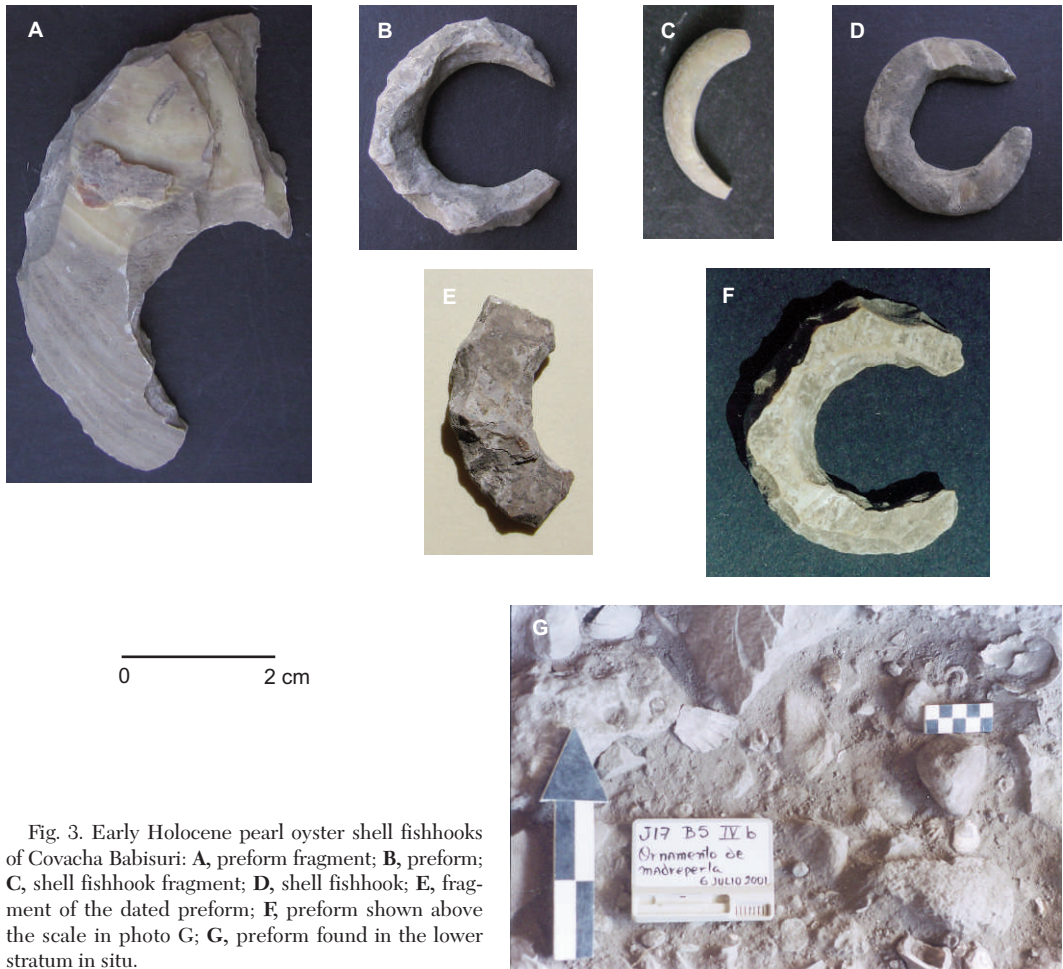 A
B
C
D
E
F
G
0 2 cm
J17 B5 IV b
Ornamento de
madreperla
6 JULIO 2001
Fig. 3. Early Holocene pearl oyster shell fishhooks
of Covacha Babisuri: A, preform fragment; B, preform;
C, shell fishhook fragment; D, shell fishhook; E, frag-
ment of the dated preform; F, preform shown above
the scale in photo G; G, preform found in the lower
stratum in situ.